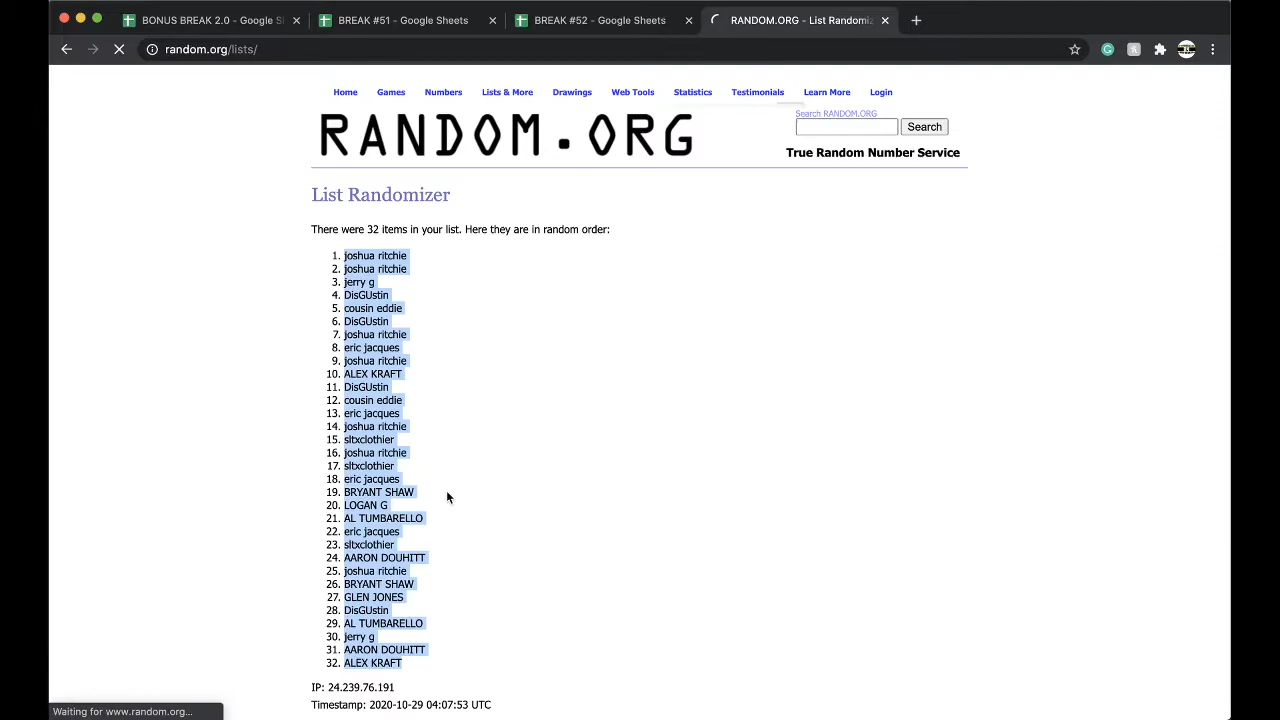 BONUS BREAK 2.0 - Google S
BREAK #51 - Google Sheets
BREAK #52 - Google Sheets
RANDOM.ORG - List Randomiz
random.org/lists/
Home Games Numbers Lists & More Drawings Web Tools Statistics Testimonials Learn More Login
Search RANDOM.ORG
RANDOM.ORG
Search
True Random Number Service
List Randomizer
There were 32 items in your list. Here they are in random order:
1. joshua ritchie
2. joshua ritchie
3. jerry g
4. DisGUstin
5. cousin eddie
6. DisGUstin
7. joshua ritchie
8. eric jacques
9. joshua ritchie
10. ALEX KRAFT
11. DisGUstin
12. cousin eddie
13. eric jacques
14. joshua ritchie
15. sltxclothier
16. joshua ritchie
17. sltxclothier
18. eric jacques
19. BRYANT SHAW
20. LOGAN G
21. AL TUMBARELLO
22. eric jacques
23. sltxclothier
24. AARON DOUHITT
25. joshua ritchie
26. BRYANT SHAW
27. GLEN JONES
28. DisGUstin
29. AL TUMBARELLO
30. jerry g
31. AARON DOUHITT
32. ALEX KRAFT
IP: 24.239.76.191
Timestamp: 2020-10-29 04:07:53 UTC
Waiting for www.random.org...